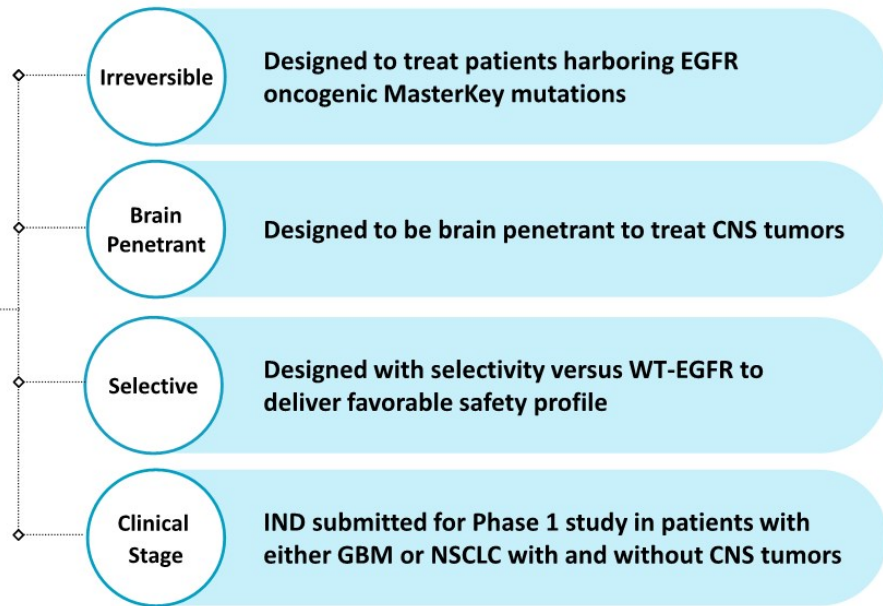 Irreversible
Designed to treat patients harboring EGFR
oncogenic MasterKey mutations
Brain
Penetrant
Designed to be brain penetrant to treat CNS tumors
Selective
Designed with selectivity versus WT-EGFR to
deliver favorable safety profile
Clinical
Stage
IND submitted for Phase 1 study in patients with
either GBM or NSCLC with and without CNS tumors